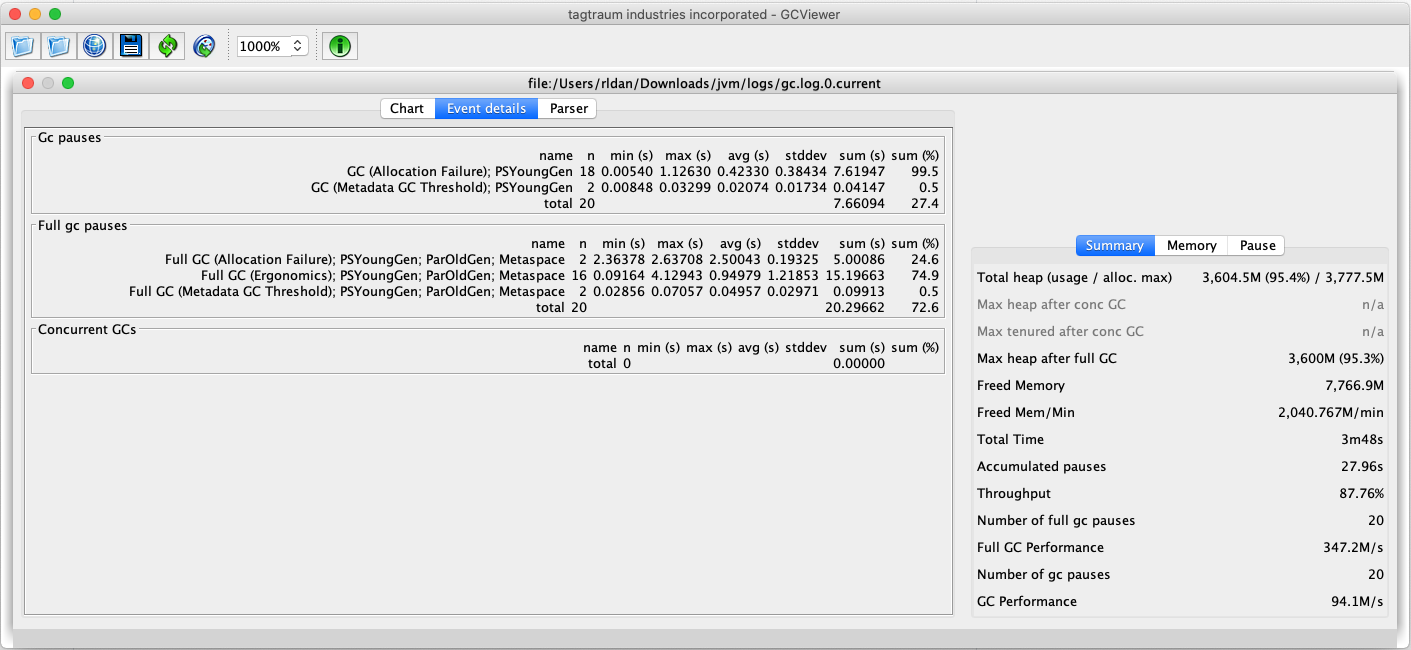 tagtraum industries incorporated - GCViewer
1000%
file:/Users/rldan/Downloads/jvm/logs/gc.log.0.current
Chart Event details Parser
Gc pauses
name n min (s) max (s) avg (s) stddev sum (s) sum (%)
GC (Allocation Failure); PSYoungGen 18 0.00540 1.12630 0.42330 0.38434 7.61947 99.5
GC (Metadata GC Threshold); PSYoungGen 2 0.00848 0.03299 0.02074 0.01734 0.04147 0.5
total 20 7.66094 27.4
Full gc pauses
name n min (s) max (s) avg (s) stddev sum (s) sum (%)
Full GC (Allocation Failure); PSYoungGen; ParOldGen; Metaspace 2 2.36378 2.63708 2.50043 0.19325 5.00086 24.6
Full GC (Ergonomics); PSYoungGen; ParOldGen; Metaspace 16 0.09164 4.12943 0.94979 1.21853 15.19663 74.9
Full GC (Metadata GC Threshold); PSYoungGen; ParOldGen; Metaspace 2 0.02856 0.07057 0.04957 0.02971 0.09913 0.5
total 20 20.29662 72.6
Concurrent GCs
name n min (s) max (s) avg (s) stddev sum (s) sum (%)
total 0 0.00000
Summary Memory Pause
Total heap (usage / alloc. max) 3,604.5M (95.4%) / 3,777.5M
Max heap after conc GC n/a
Max tenured after conc GC n/a
Max heap after full GC 3,600M (95.3%)
Freed Memory 7,766.9M
Freed Mem/Min 2,040.767M/min
Total Time 3m48s
Accumulated pauses 27.96s
Throughput 87.76%
Number of full gc pauses 20
Full GC Performance 347.2M/s
Number of gc pauses 20
GC Performance 94.1M/s